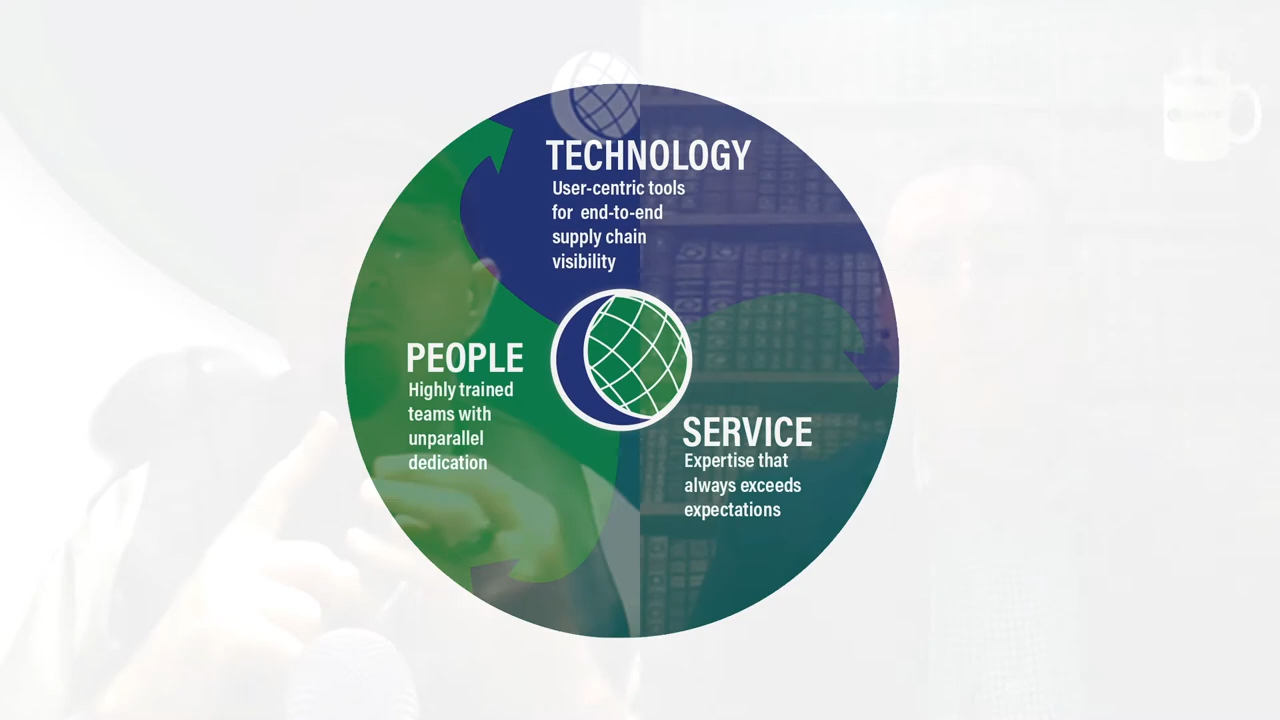 TECHNOLOGY
User-centric tools
for end-to-end
supply chain
visibility
PEOPLE
Highly trained
teams with
unparallel
dedication
SERVICE
Expertise that
always exceeds
expectations